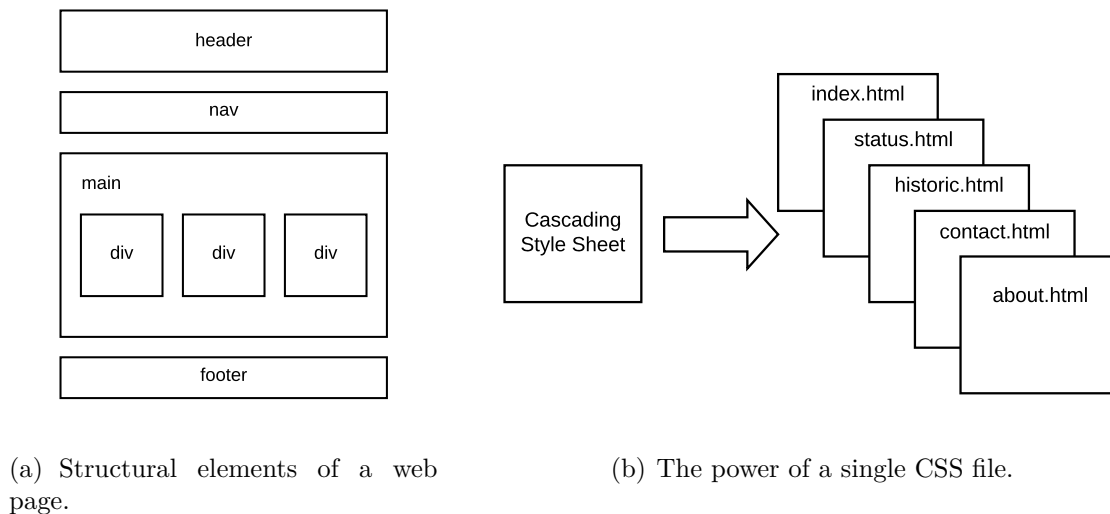 header
nav
main
div div div
footer
(a) Structural elements of a web
page.
Cascading
Style Sheet
index.html
status.html
historic.html
contact.html
about.html
(b) The power of a single CSS file.